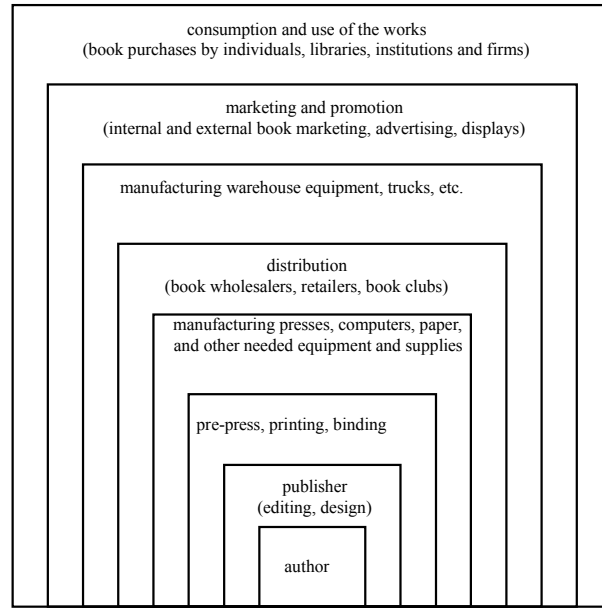 consumption and use of the works
(book purchases by individuals, libraries, institutions and firms)
marketing and promotion
(internal and external book marketing, advertising, displays)
manufacturing warehouse equipment, trucks, etc.
distribution
(book wholesalers, retailers, book clubs)
manufacturing presses, computers, paper,
and other needed equipment and supplies
pre-press, printing, binding
publisher
(editing, design)
author